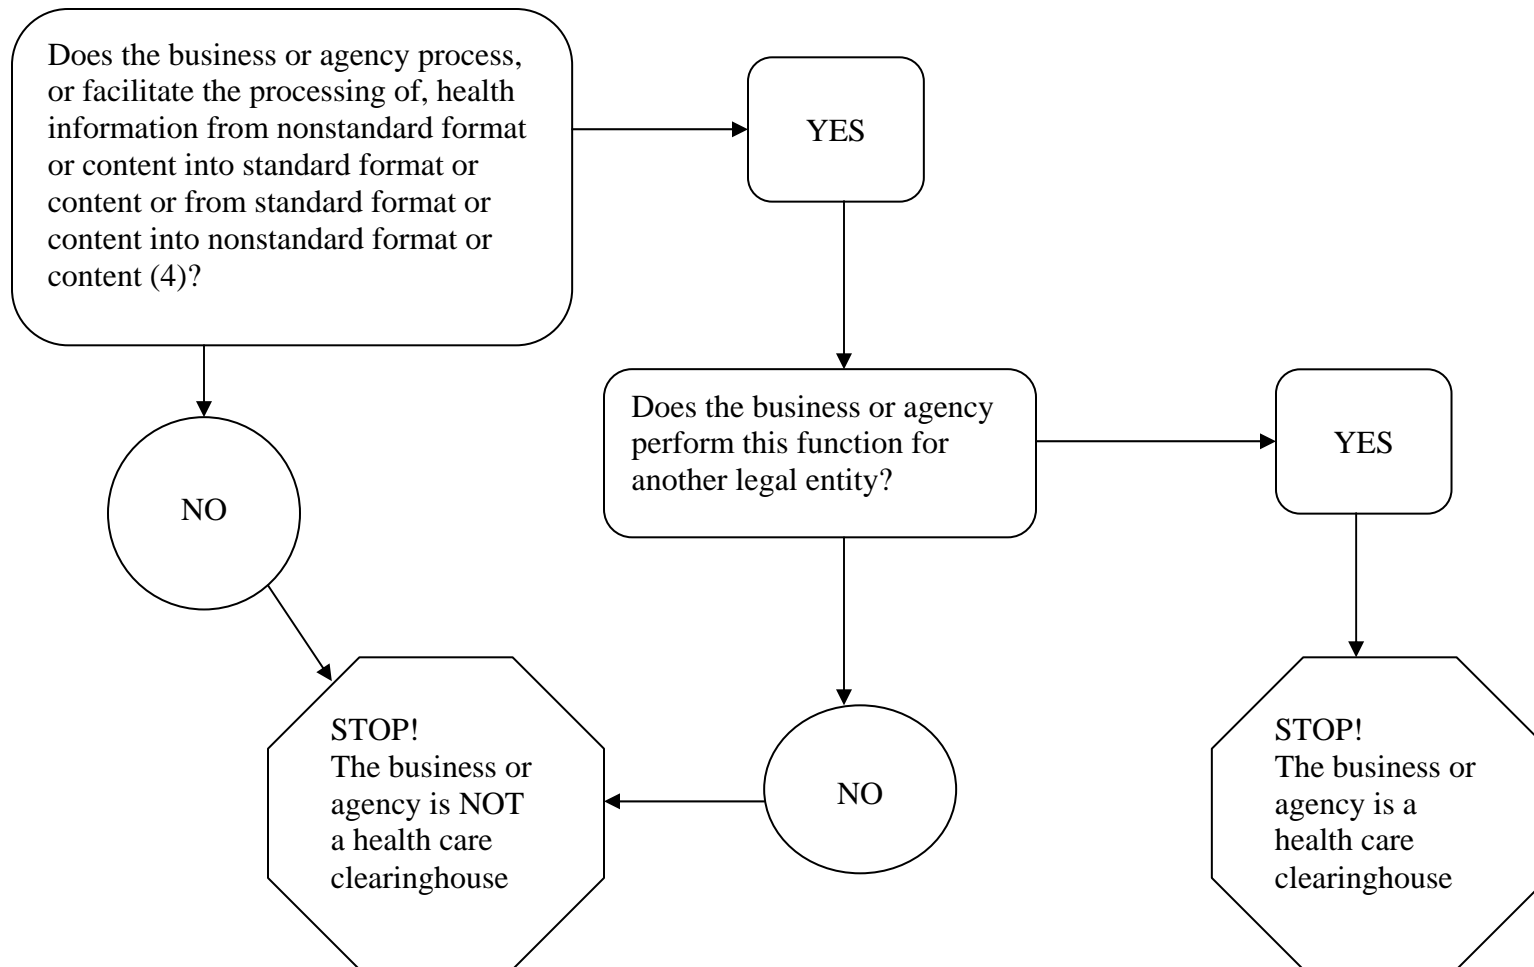 Does the business or agency process,
or facilitate the processing of, health
information from nonstandard format
or content into standard format or
content or from standard format or
content into nonstandard format or
content (4)?
YES
Does the business or agency
perform this function for
another legal entity?
YES
NO
STOP!
The business or
agency is NOT
a health care
clearinghouse
NO
STOP!
The business or
agency is a
health care
clearinghouse